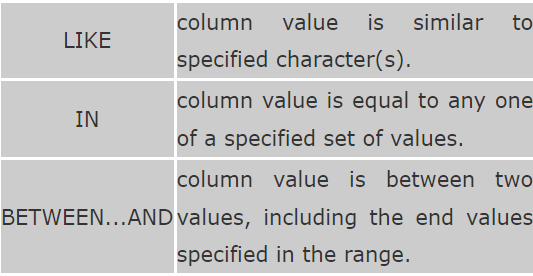 LIKE
column value is similar to
specified character(s).
IN
column value is equal to any one
of a specified set of values.
BETWEEN...AND
column value is between two
values, including the end values
specified in the range.